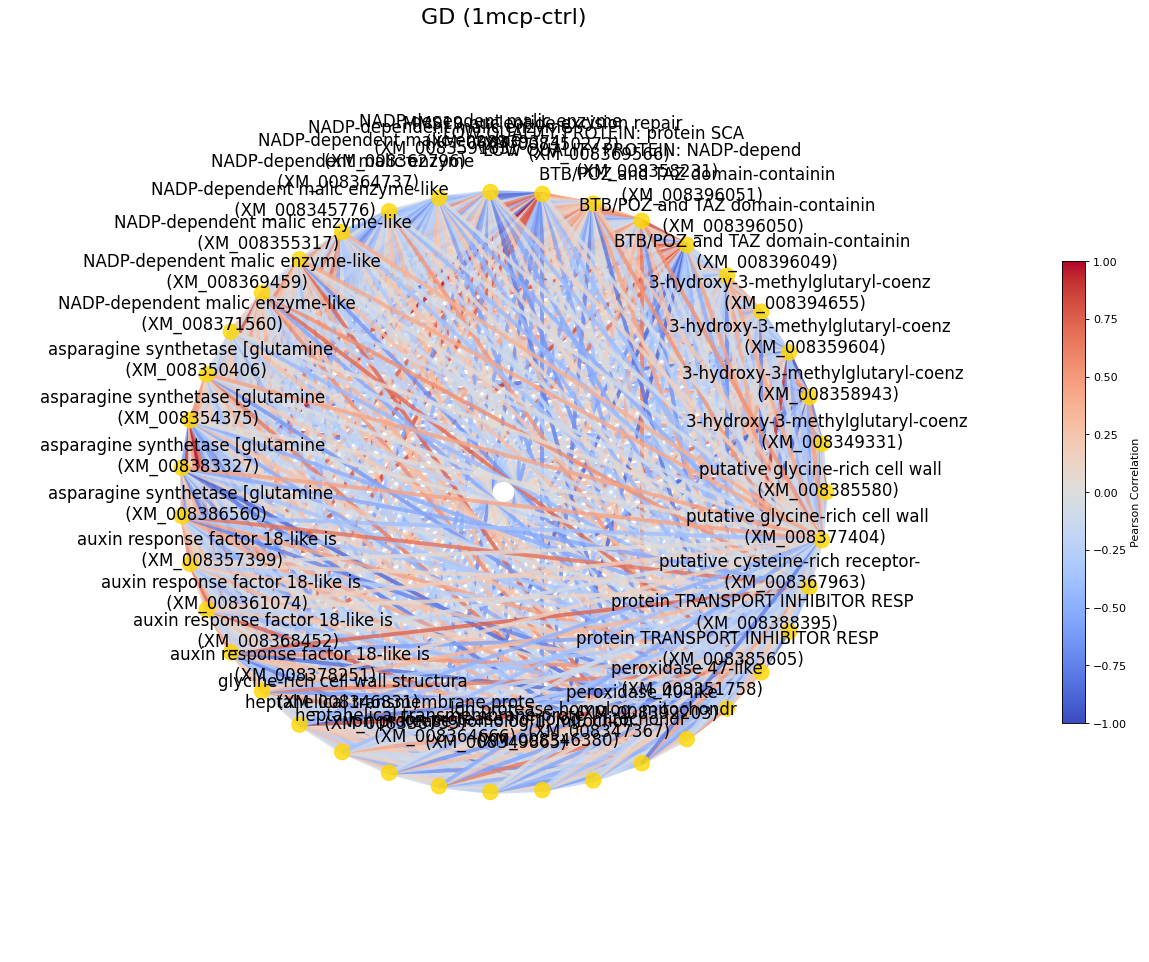 GD (1mcp-ctrl)
NADP-dependent malic enzyme
LOW QUALITY PROTEIN: protein SCA
(XM_008369566)
LOW QUALITY PROTEIN: NADP-depend
(XM_008358231)
NADP-dependent malic enzyme
(XM_008362796)
NADP-dependent malic enzyme
(XM_008364737)
NADP-dependent malic enzyme-like
(XM_008345776)
NADP-dependent malic enzyme-like
(XM_008355317)
NADP-dependent malic enzyme-like
(XM_008369459)
NADP-dependent malic enzyme-like
(XM_008371560)
asparagine synthetase [glutamine
(XM_008350406)
asparagine synthetase [glutamine
(XM_008354375)
asparagine synthetase [glutamine
(XM_008383327)
asparagine synthetase [glutamine
(XM_008386560)
auxin response factor 18-like is
(XM_008357399)
auxin response factor 18-like is
(XM_008361074)
auxin response factor 18-like is
(XM_008368452)
auxin response factor 18-like is
(XM_008378251)
glycine-rich cell wall structura
(XM_008346831)
heptahelical transmembrane prote
heptahelical transmembrane prote
(XM_008364666)
BTB/POZ and TAZ domain-containin
(XM_008396051)
BTB/POZ and TAZ domain-containin
(XM_008396050)
BTB/POZ and TAZ domain-containin
(XM_008396049)
3-hydroxy-3-methylglutaryl-coenz
(XM_008394655)
3-hydroxy-3-methylglutaryl-coenz
(XM_008359604)
3-hydroxy-3-methylglutaryl-coenz
(XM_008358943)
3-hydroxy-3-methylglutaryl-coenz
(XM_008349331)
putative glycine-rich cell wall
(XM_008385580)
putative glycine-rich cell wall
(XM_008377404)
putative cysteine-rich receptor-
(XM_008367963)
protein TRANSPORT INHIBITOR RESP
(XM_008388395)
protein TRANSPORT INHIBITOR RESP
(XM_008385605)
peroxidase 47-like
(XM_008351758)
peroxidase 40-like
lon protease homolog, mitochondr
(XM_008347367)
1.00
0.75
0.50
0.25
0.00
−0.25
−0.50
−0.75
−1.00
Pearson Correlation